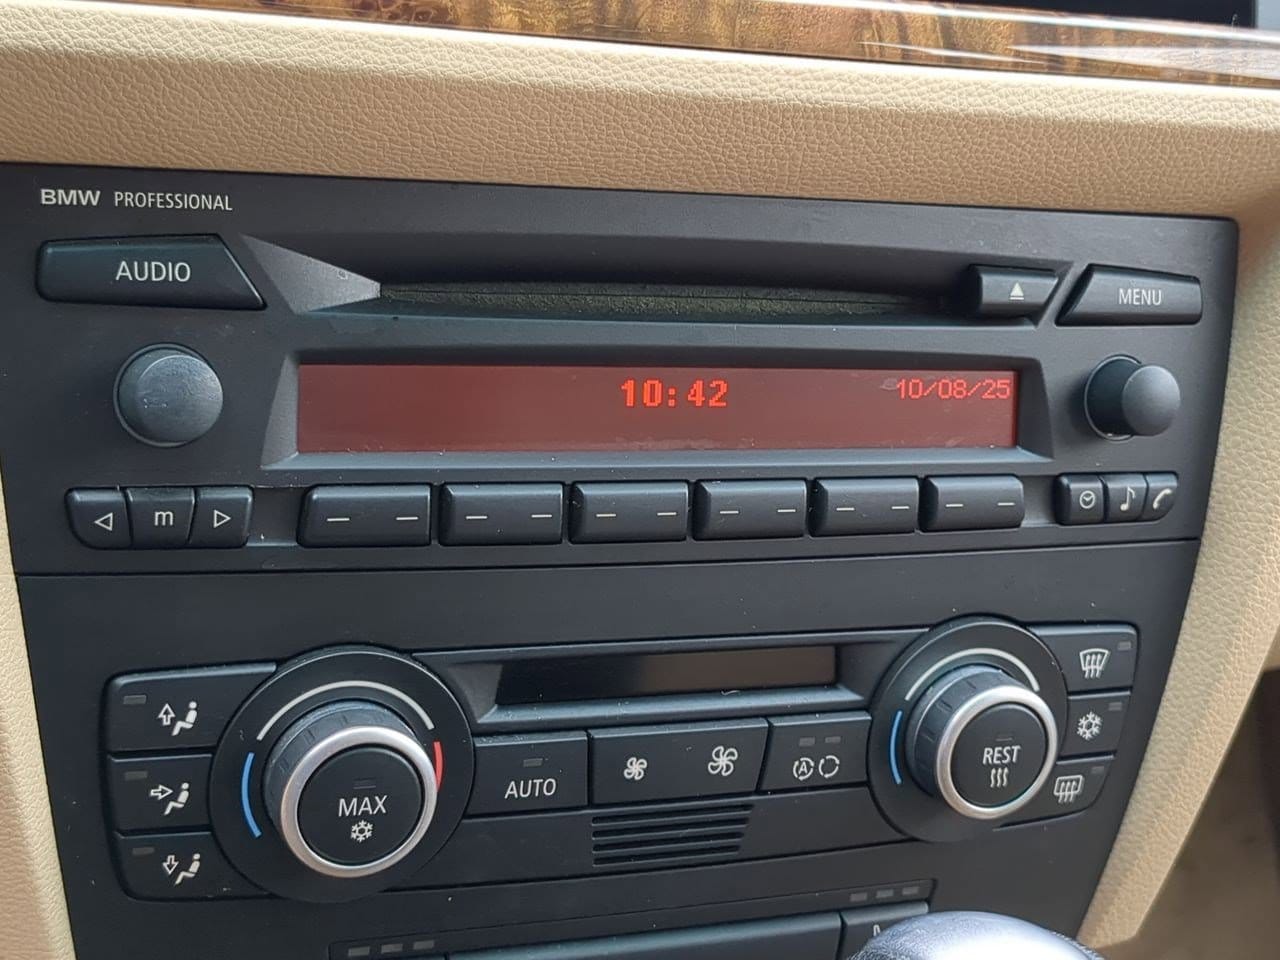 BMW PROFESSIONAL
AUDIO
MENU
10:42
10/08/25
m
AUTO
A
MAX
REST